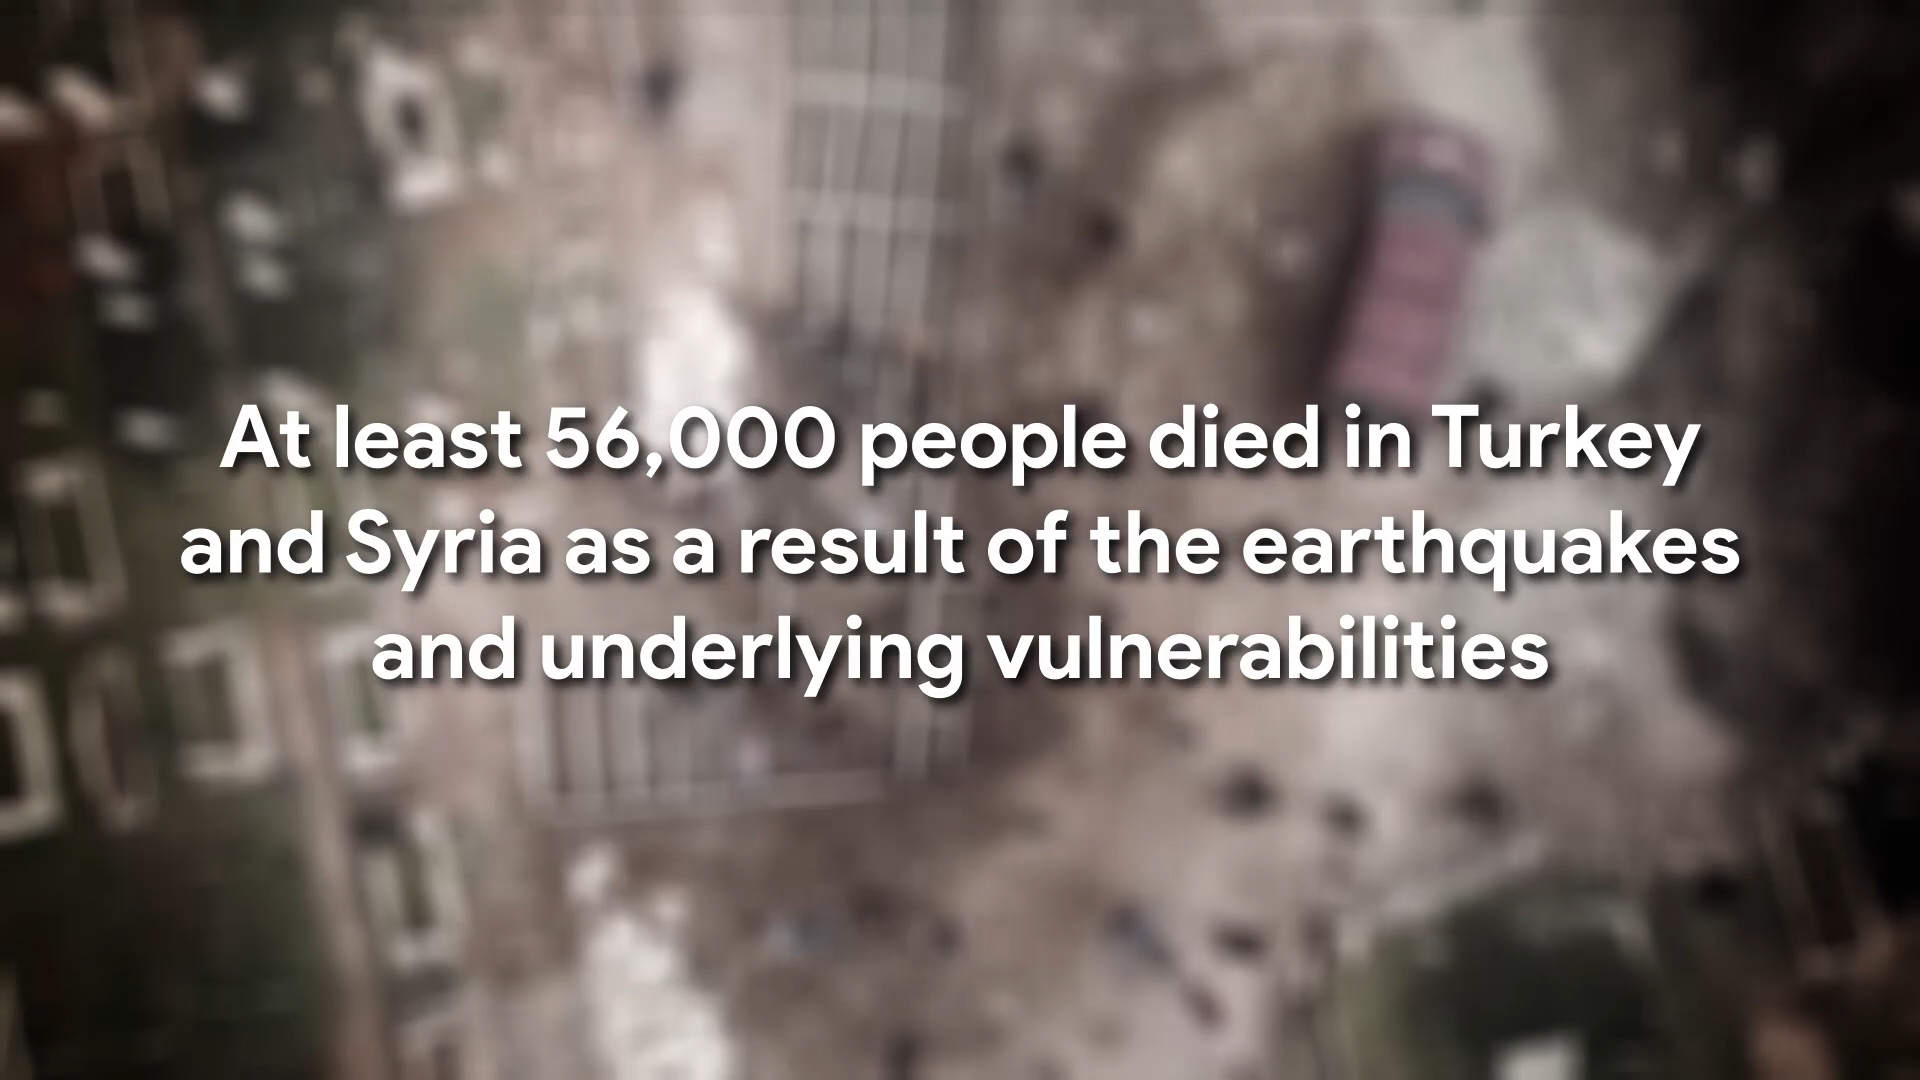 At least 56,000 people died in Turkey
and Syria as a result of the earthquakes
and underlying vulnerabilities